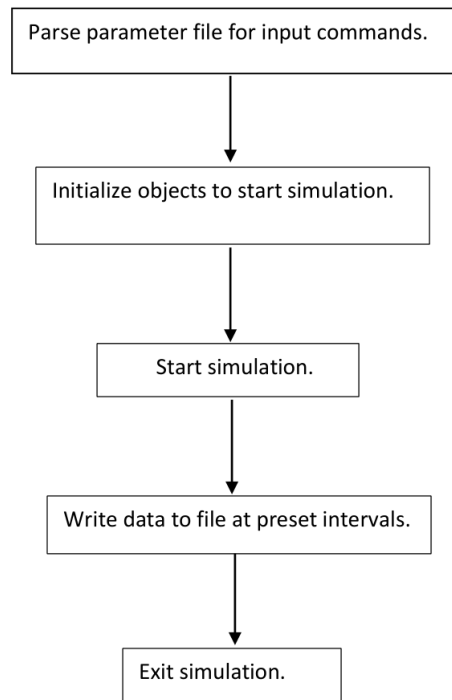 Parse parameter file for input commands.
Initialize objects to start simulation.
Start simulation.
Write data to file at preset intervals.
Exit simulation.